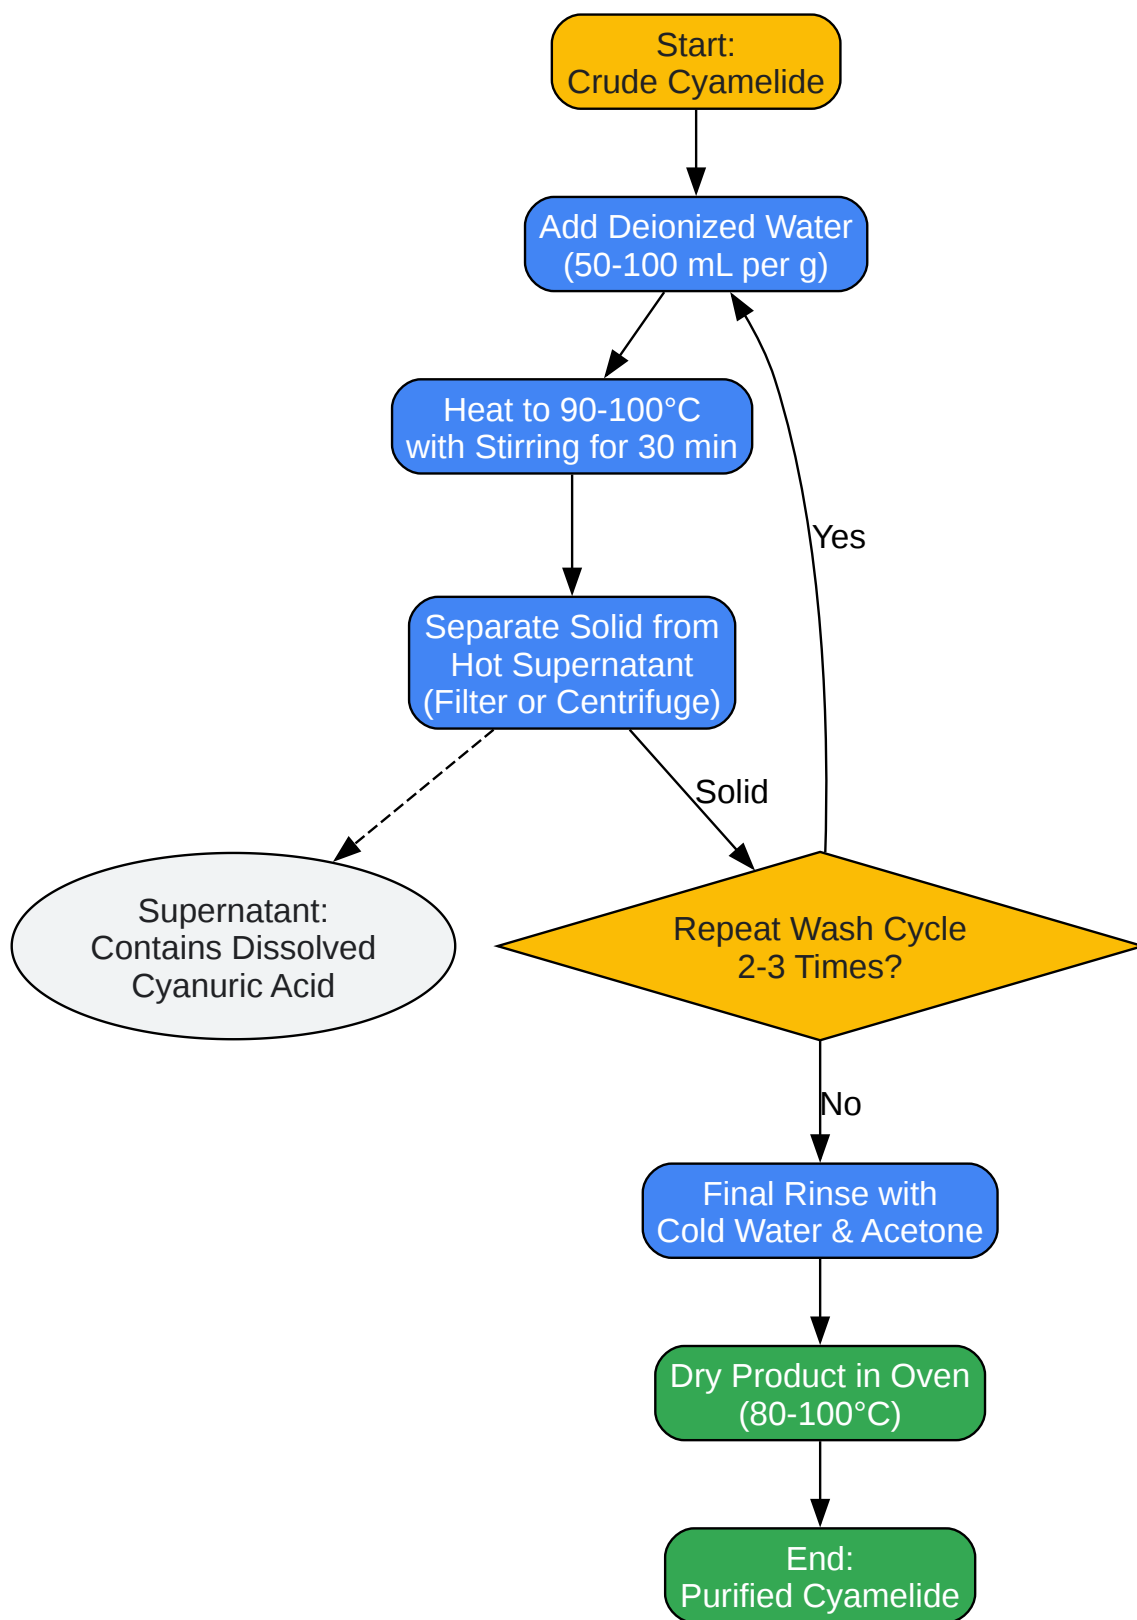 Start:
Crude Cyamelide
Add Deionized Water
(50-100 mL per g)
Heat to 90-100°C
with Stirring for 30 min
Yes
Separate Solid from
Hot Supernatant
(Filter or Centrifuge)
Solid
Supernatant:
Contains Dissolved
Cyanuric Acid
Repeat Wash Cycle
2-3 Times?
No
Final Rinse with
Cold Water & Acetone
Dry Product in Oven
(80-100°C)
End:
Purified Cyamelide